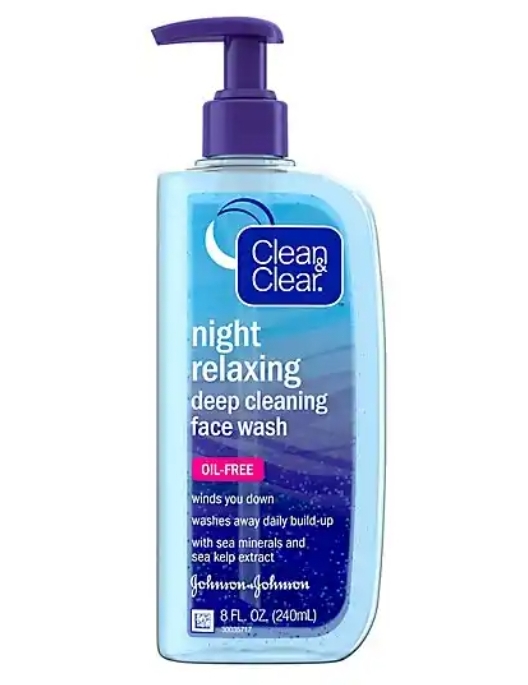 Clean &
Clear.
night
relaxing
deep cleaning
face wash
OIL-FREE
winds you down
washes away daily build-up
with sea minerals and
sea kelp extract
Johnson & Johnson
8 FL. OZ. (240mL)